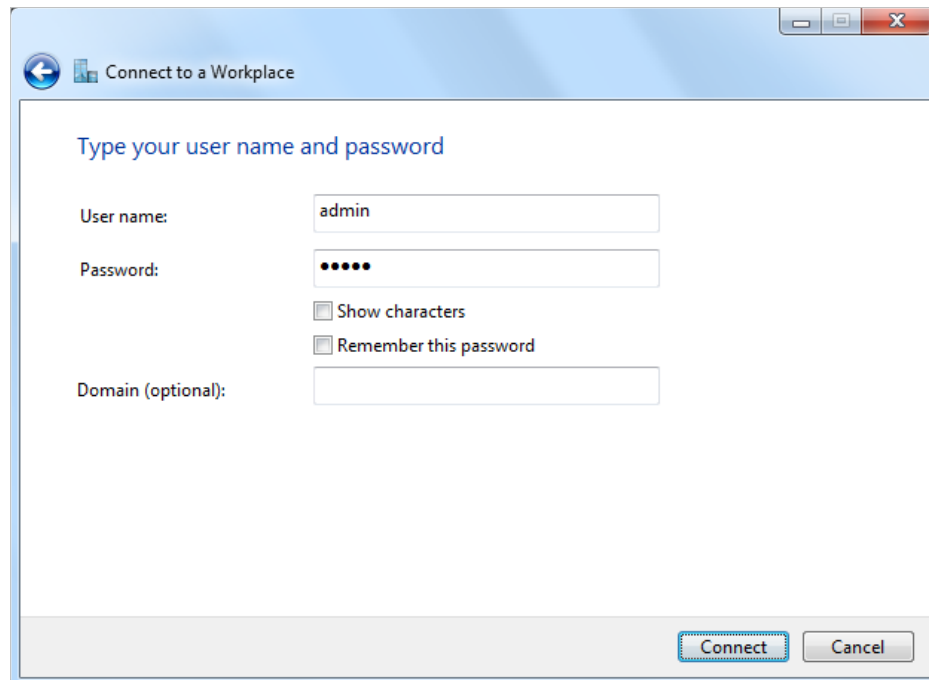 Connect to a Workplace
Type your user name and password
User name: admin
Password: •••••
Show characters
Remember this password
Domain (optional):
Connect Cancel